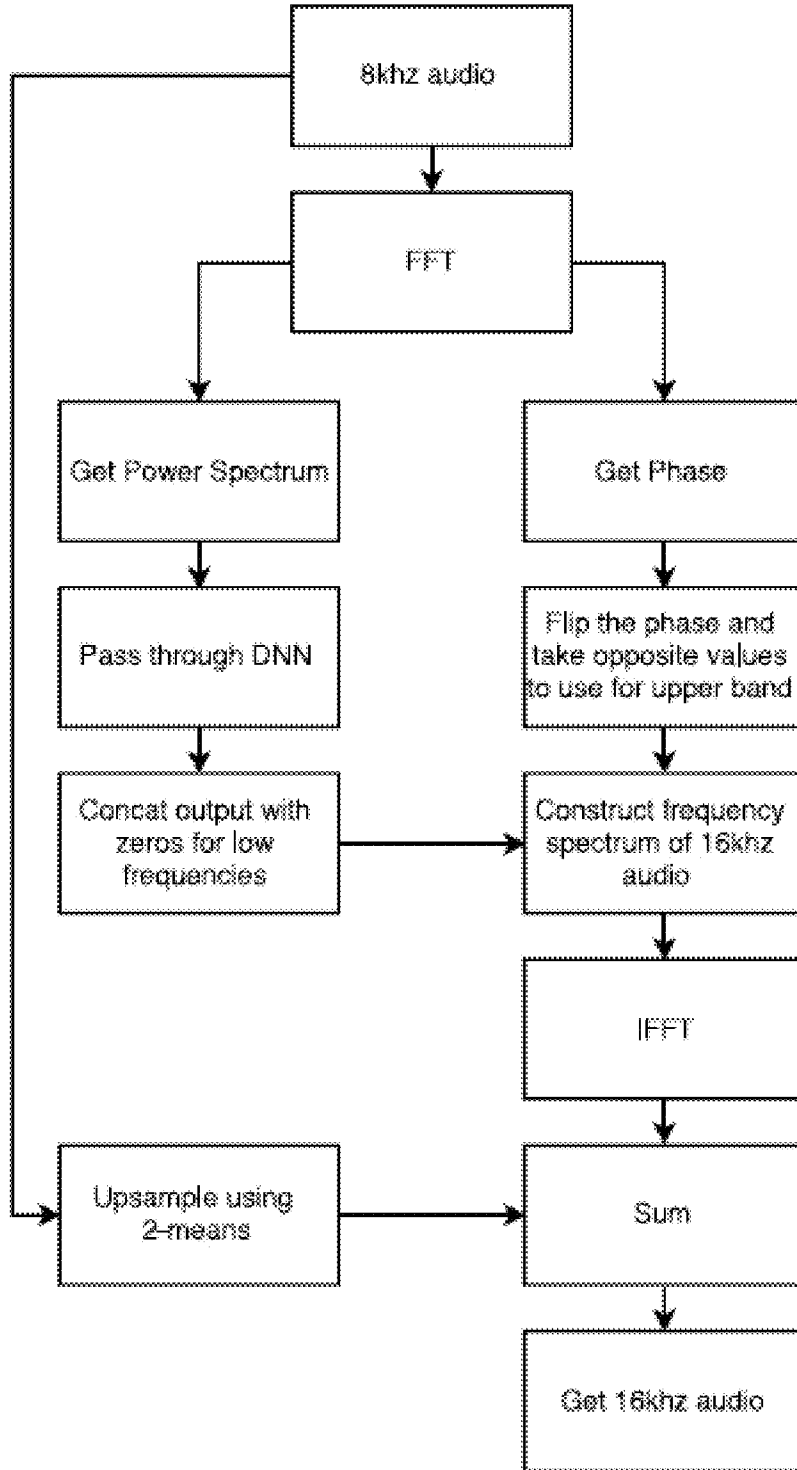 8khz audio
FFT
Get Power Spectrum
Get Phase
Pass through DNN
Flip the phase and
take opposite values
to use for upper band
Concat output with
zeros for low
frequencies
Construct frequency
spectrum of 16khz
audio
IFFT
Upsample using
2-means
Sum
Get 16khz audio